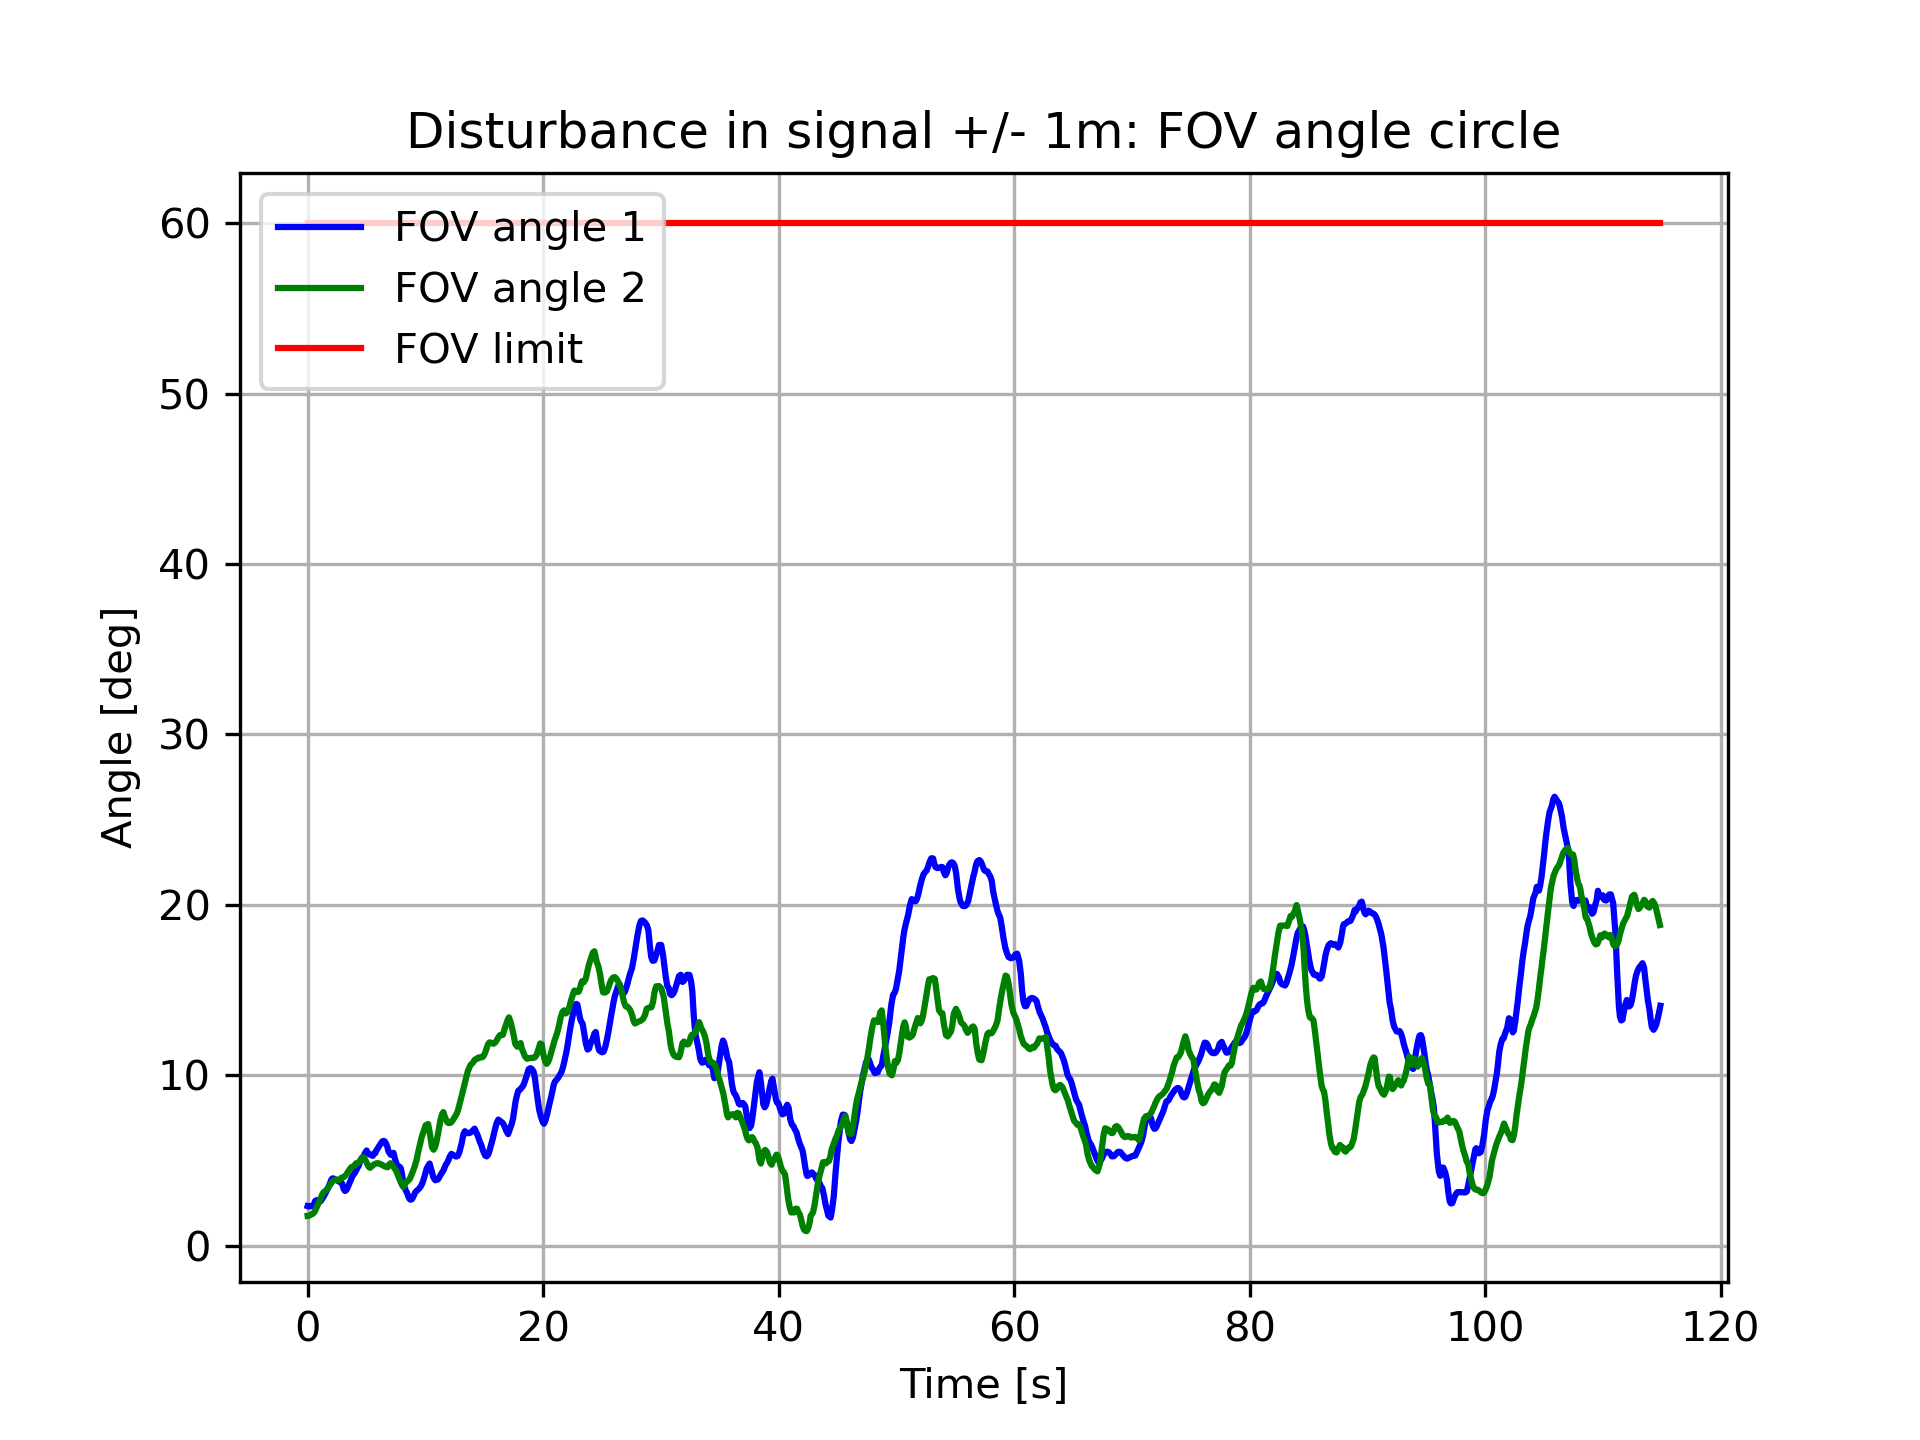 Disturbance in signal +/- 1m: FOV angle circle
FOV angle 1
FOV angle 2
FOV limit
60
50
40
30
20
10
0
Angle [deg]
0 20 40 60 80 100 120
Time [s]